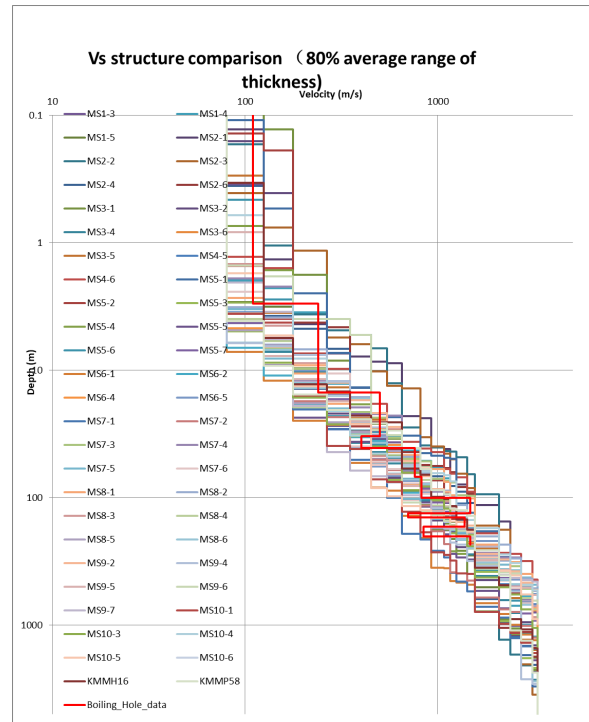 Vs structure comparison （80% average range of
thickness)
Velocity (m/s)
10 100 1000
0.1
1
10
100
1000
Depth (m)
MS1-3 MS1-4
MS1-5 MS2-1
MS2-2 MS2-3
MS2-4 MS2-6
MS3-1 MS3-2
MS3-4 MS3-6
MS3-5 MS4-5
MS4-6 MS5-1
MS5-2 MS5-3
MS5-4 MS5-5
MS5-6 MS5-7
MS6-1 MS6-2
MS6-4 MS6-5
MS7-1 MS7-2
MS7-3 MS7-4
MS7-5 MS7-6
MS8-1 MS8-2
MS8-3 MS8-4
MS8-5 MS8-6
MS9-2 MS9-4
MS9-5 MS9-6
MS9-7 MS10-1
MS10-3 MS10-4
MS10-5 MS10-6
KMMH16 KMMP58
Boiling_Hole_data